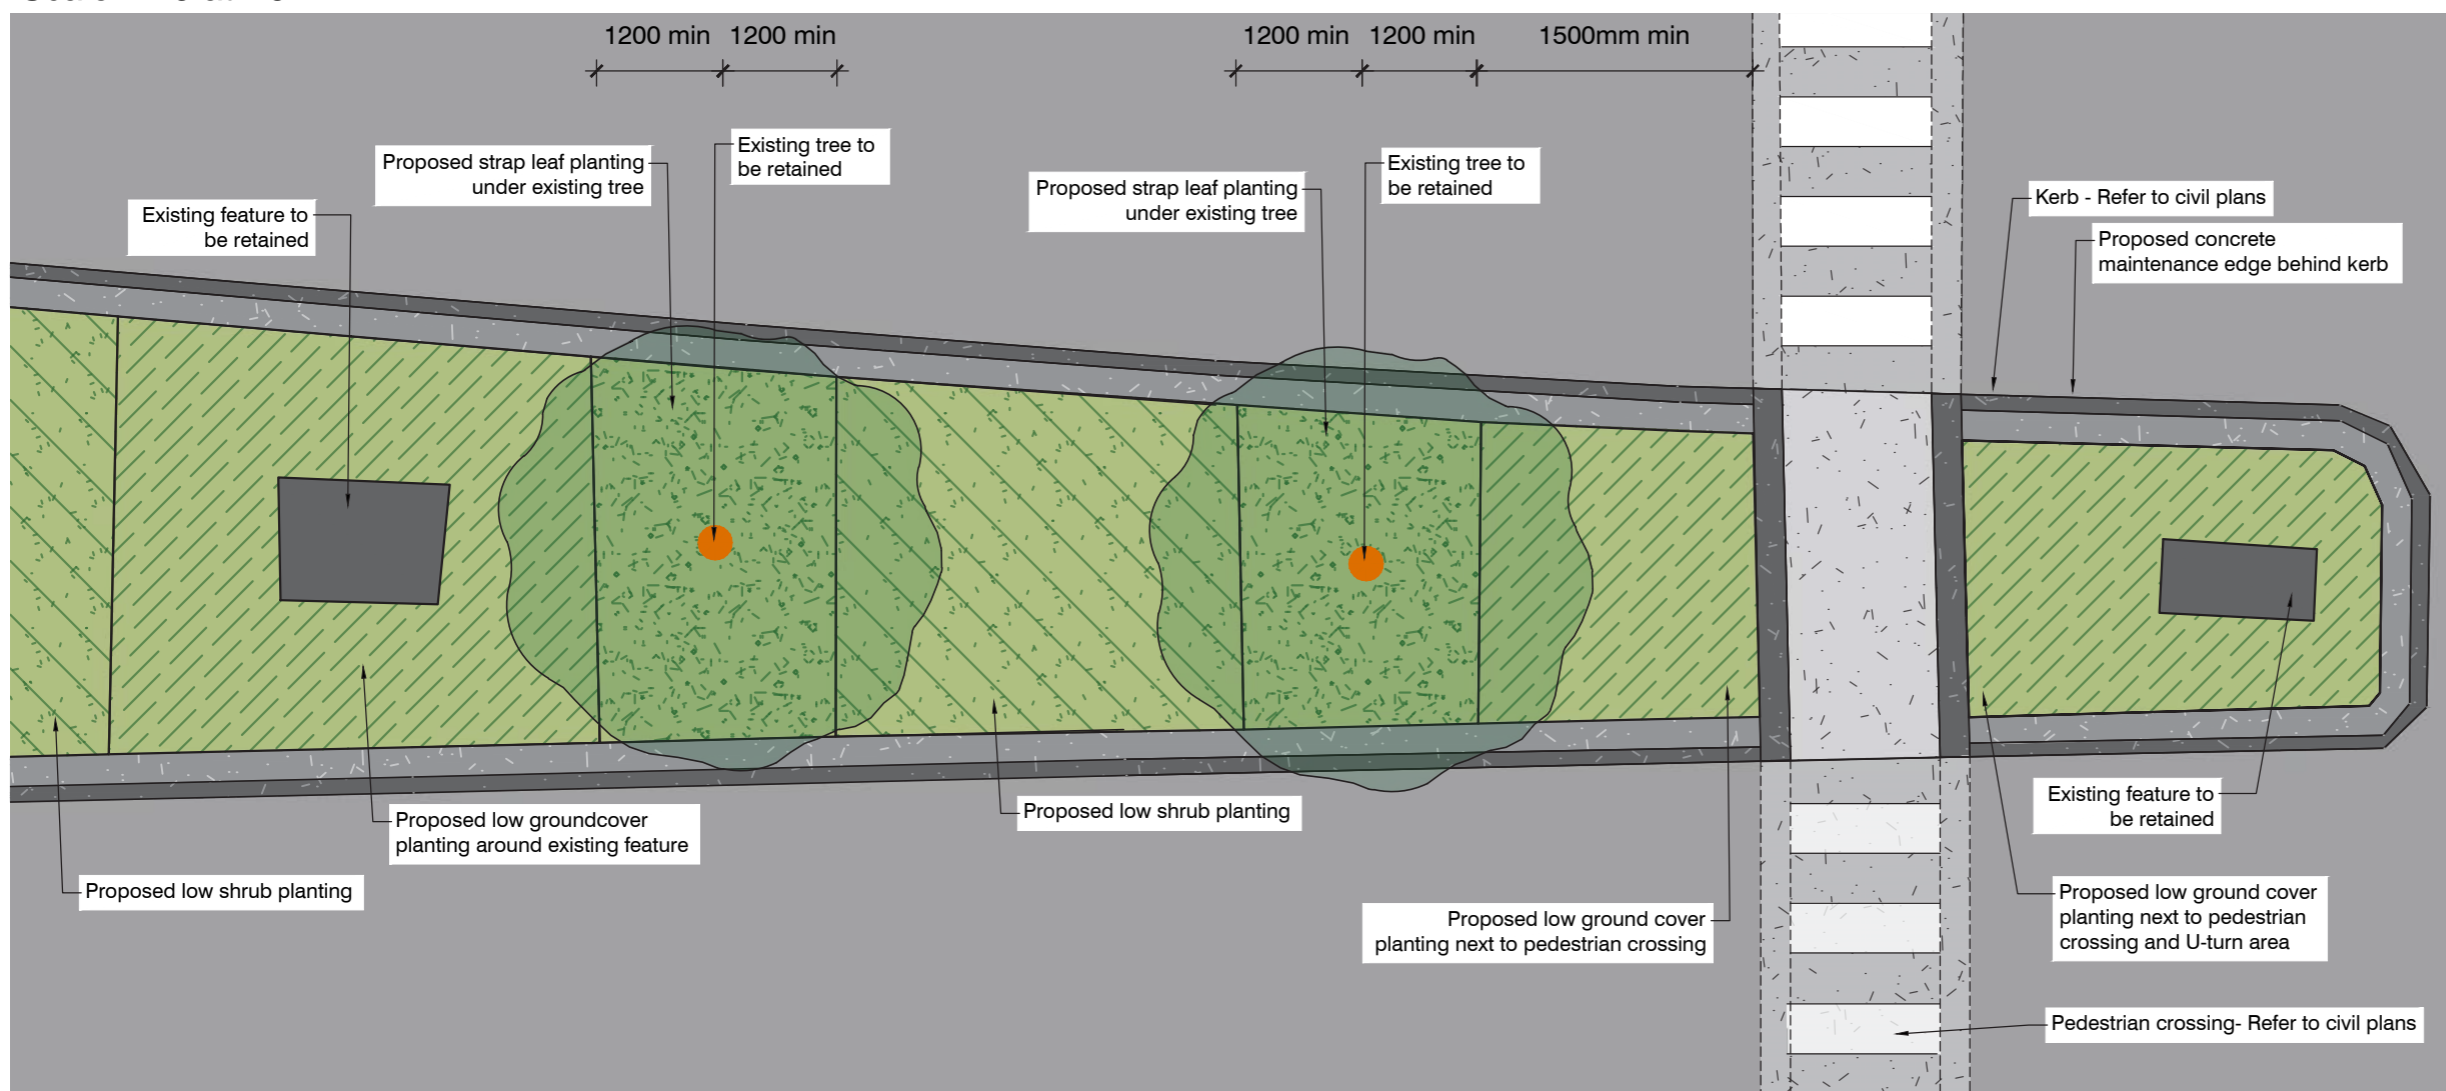 1200 min 1200 min
1200 min 1200 min 1500mm min
Existing tree to
be retained
Proposed strap leaf planting
under existing tree
Existing tree to
be retained
Proposed strap leaf planting
under existing tree
Existing feature to
be retained
Kerb - Refer to civil plans
Proposed concrete
maintenance edge behind kerb
Proposed low groundcover
planting around existing feature
Proposed low shrub planting
Proposed low shrub planting
Existing feature to
be retained
Proposed low ground cover
planting next to pedestrian crossing
Proposed low ground cover
planting next to pedestrian
crossing and U-turn area
Pedestrian crossing- Refer to civil plans